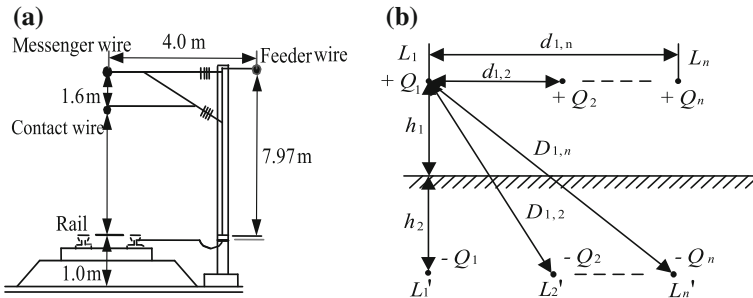 (a)
4.0 m
Messenger wire
Feeder wire
1.6m
Contact wire
7.97m
Rail
1.0m
(b)
L₁
d₁,ₙ
Lₙ
d₁,₂
+ Q₁
+ Q₂
+ Qₙ
h₁
D₁,ₙ
h₂
D₁,₂
- Q₁
- Q₂
- Qₙ
L₁'
L₂'
Lₙ'